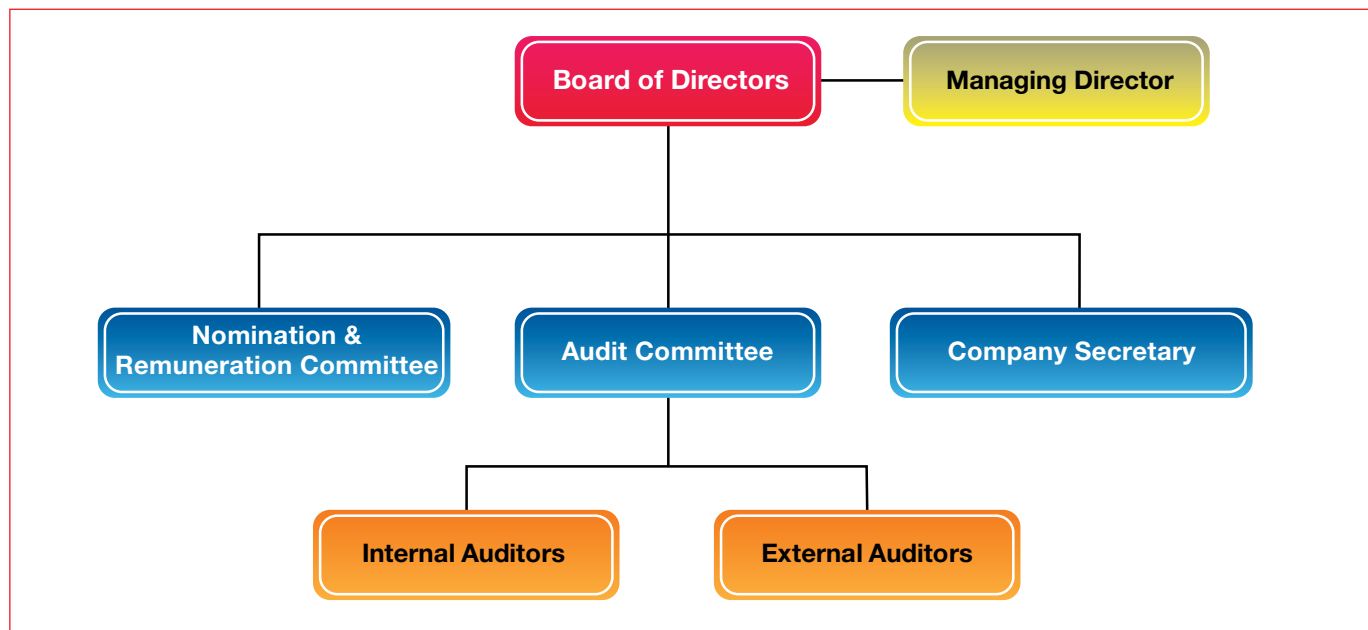 Board of Directors
Managing Director
Nomination &
Remuneration Committee
Audit Committee
Company Secretary
Internal Auditors
External Auditors